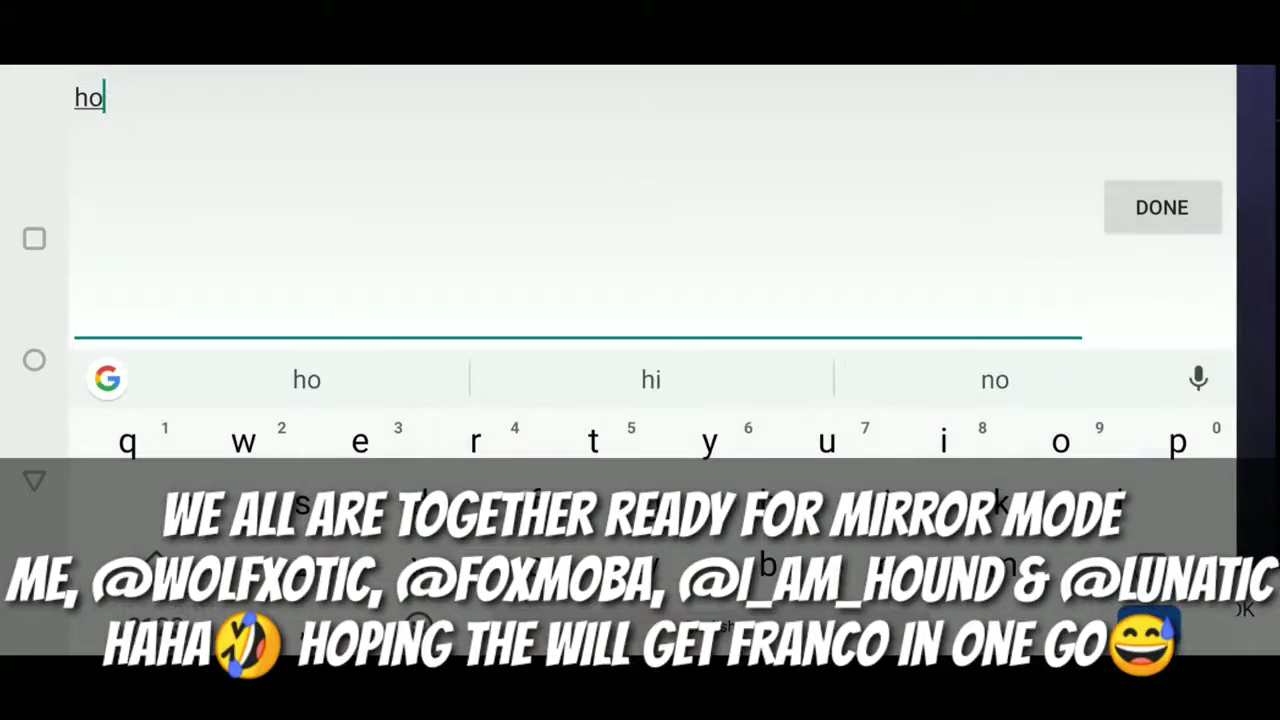 ho
DONE
ho hi no
q 1 w 2 e 3 r 4 t 5 y 6 u 7 i 8 o 9 p 0
WE ALL ARE TOGETHER READY FOR MIRROR MODE
ME, @WOLFXOTIC, @FOXMOBA, @I_AM_HOUND & @LUNATIC
HAHA🤣 HOPING THE WILL GET FRANCO IN ONE GO😅